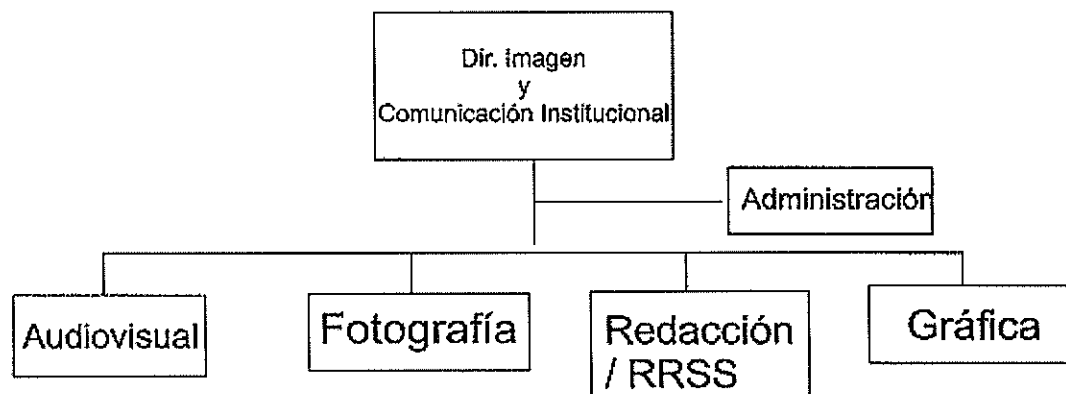 Dir. Imagen
y
Comunicación Institucional
Administración
Audiovisual
Fotografía
Redacción
/ RRSS
Gráfica